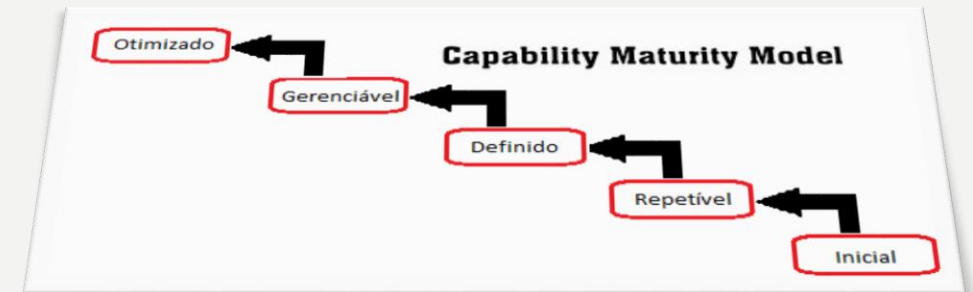 Otimizado
Capability Maturity Model
Gerenciável
Definido
Repetível
Inicial